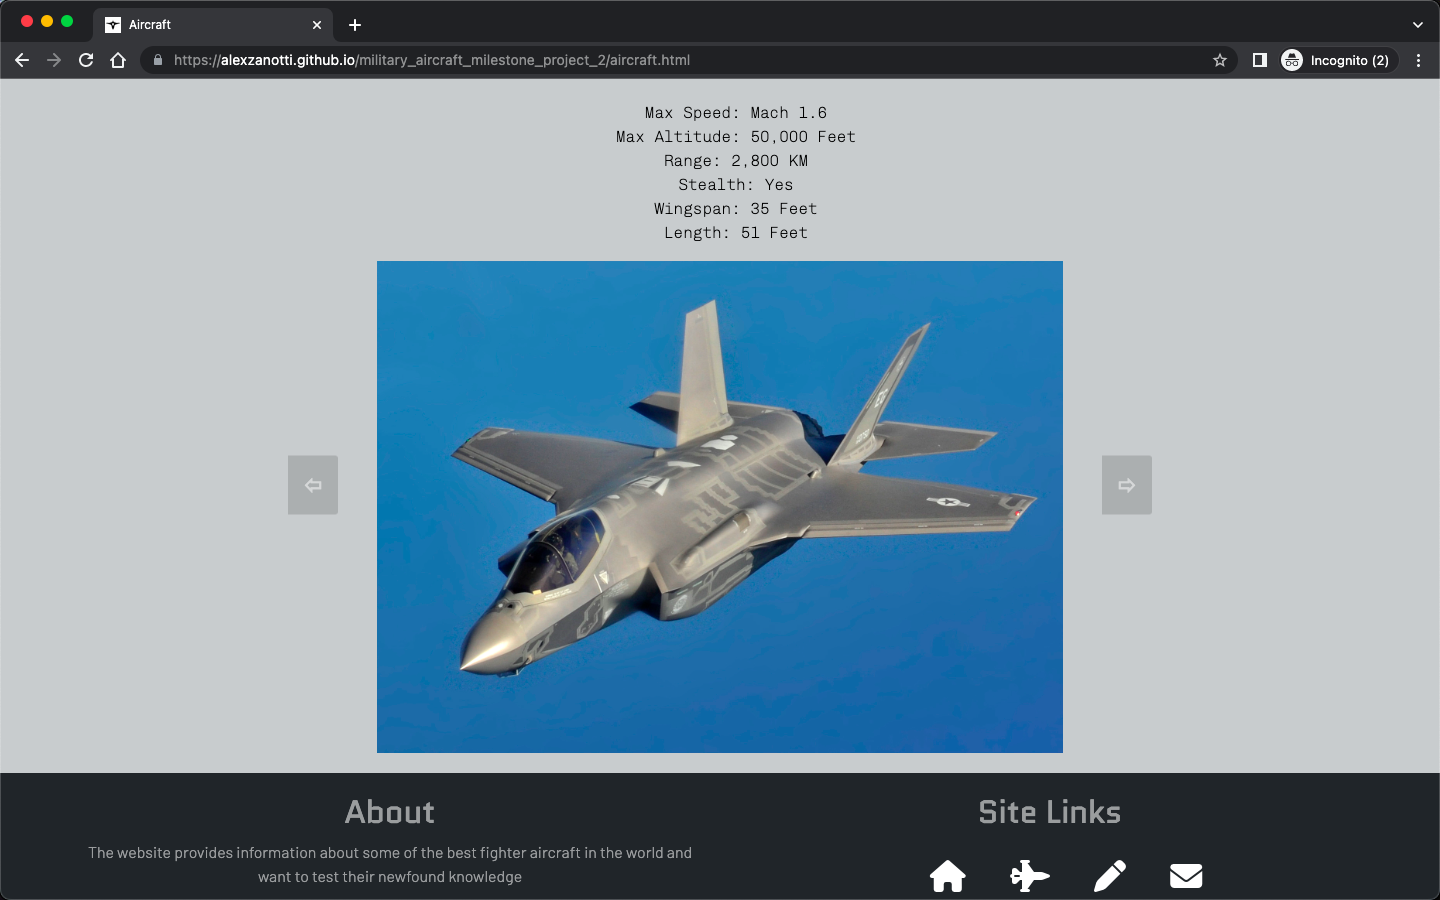 Aircraft
https://alexzanotti.github.io/military_aircraft_milestone_project_2/aircraft.html
Incognito (2)
Max Speed: Mach 1.6
Max Altitude: 50,000 Feet
Range: 2,800 KM
Stealth: Yes
Wingspan: 35 Feet
Length: 51 Feet
About
Site Links
The website provides information about some of the best fighter aircraft in the world and
want to test their newfound knowledge